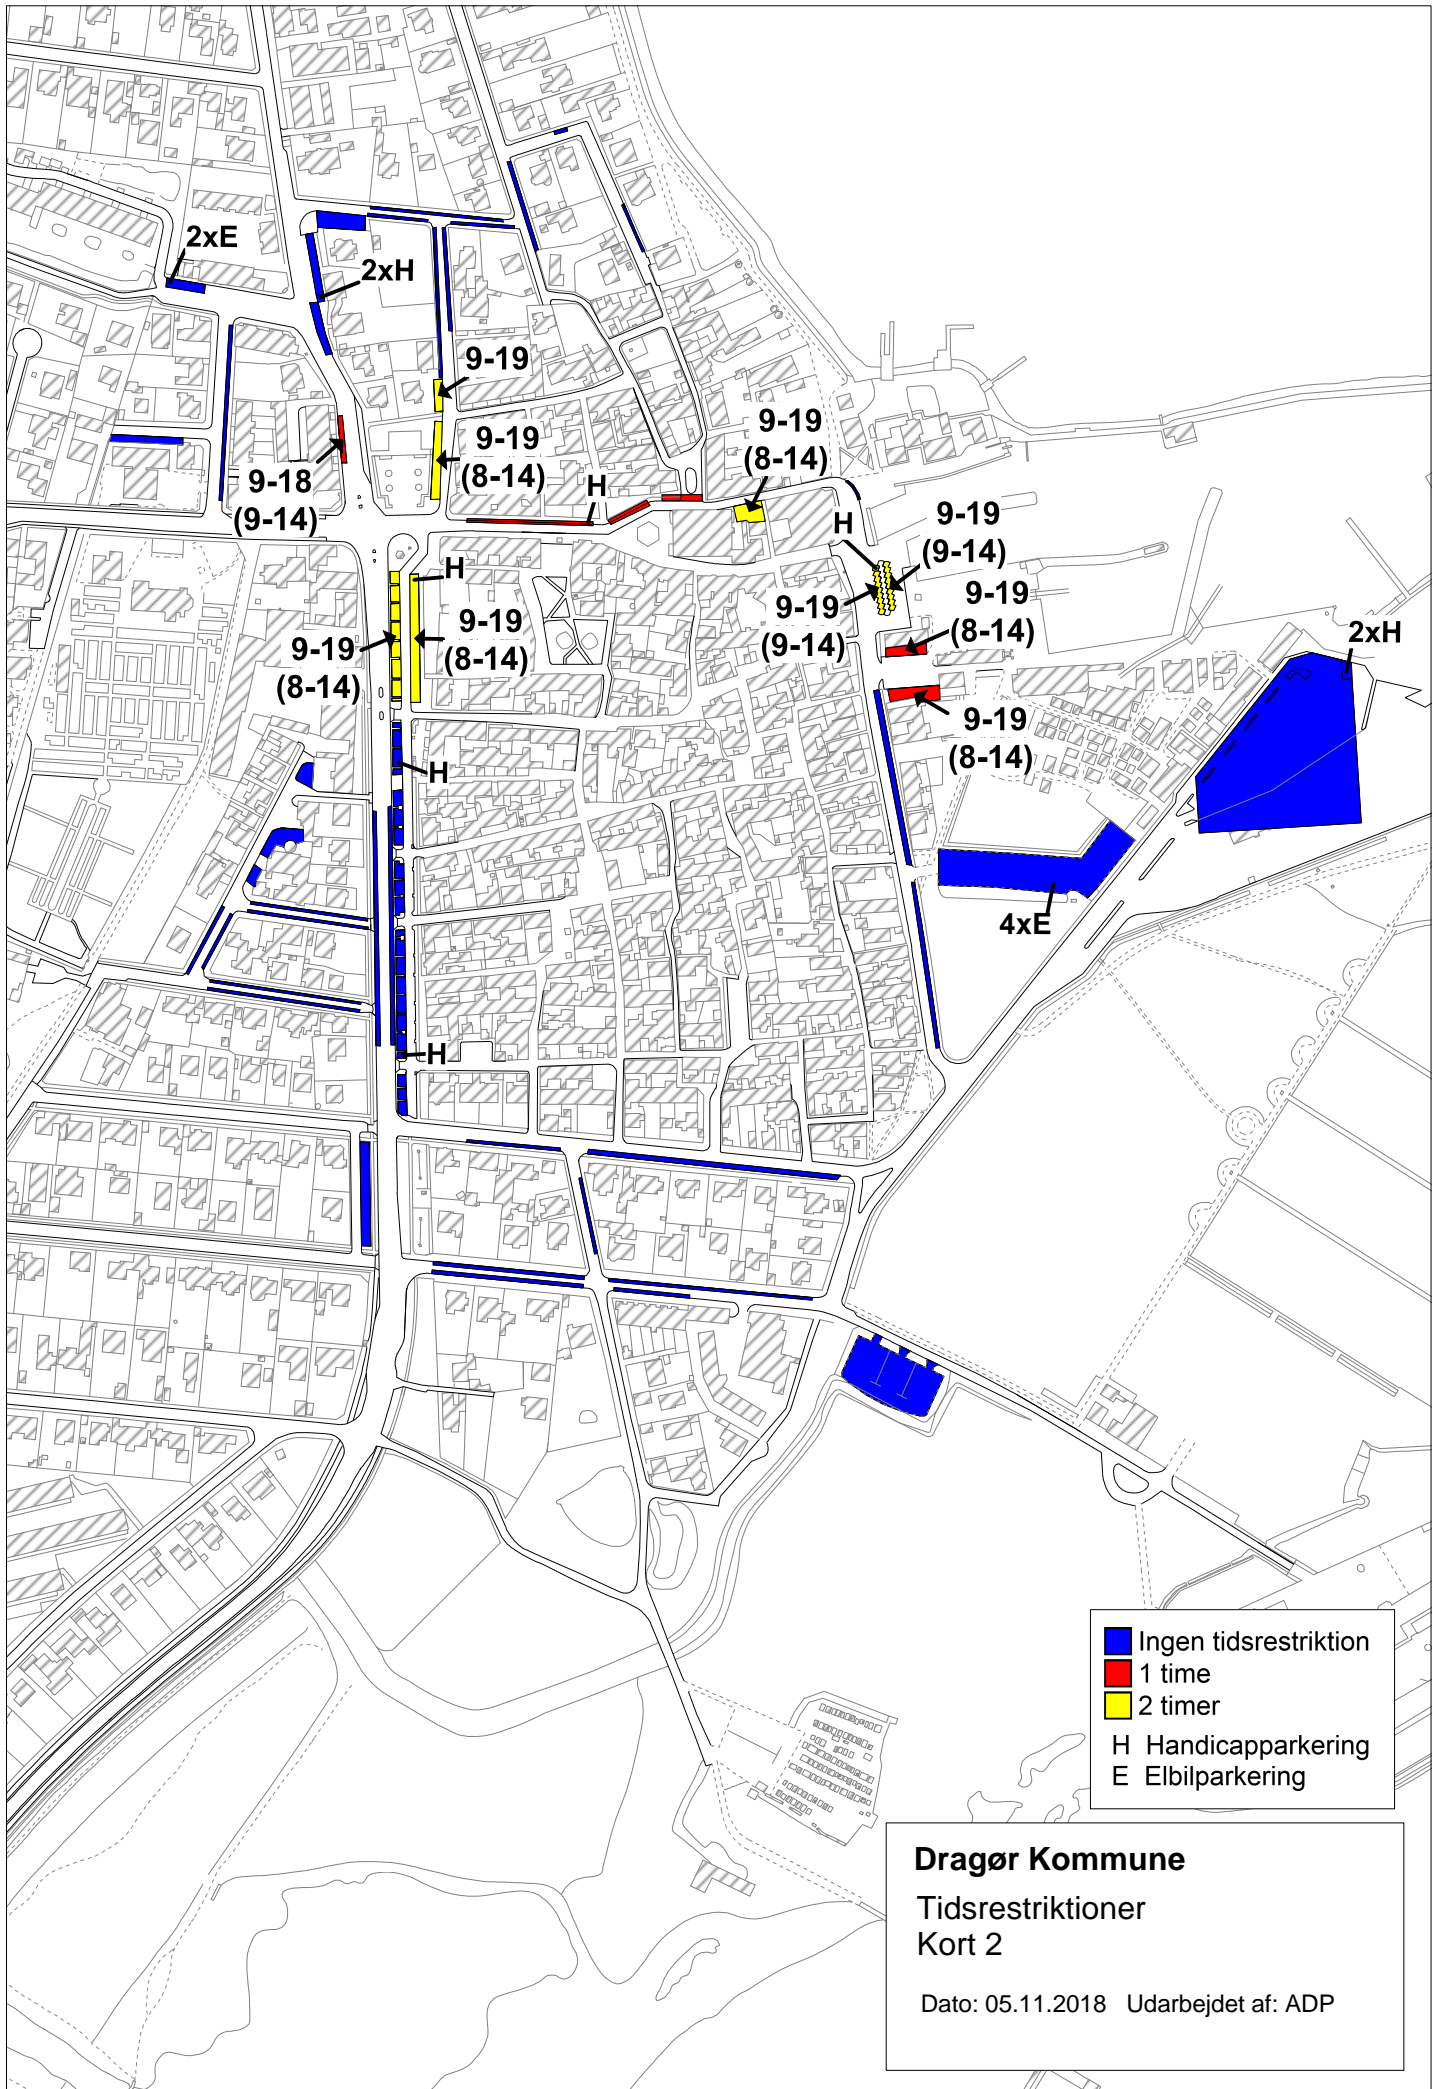 2xE
2xH
9-19
9-19
(8-14)
9-19
(8-14)
9-18
(9-14)
H
H
9-19
(9-14)
H
9-19
(8-14)
9-19
(9-14)
9-19
(8-14)
9-19
(8-14)
2xH
9-19
(8-14)
H
4xE
H
Ingen tidsrestriktion
1 time
2 timer
H Handicapparkering
E Elbilparkering
Dragør Kommune
Tidsrestriktioner
Kort 2
Dato: 05.11.2018 Udarbejdet af: ADP